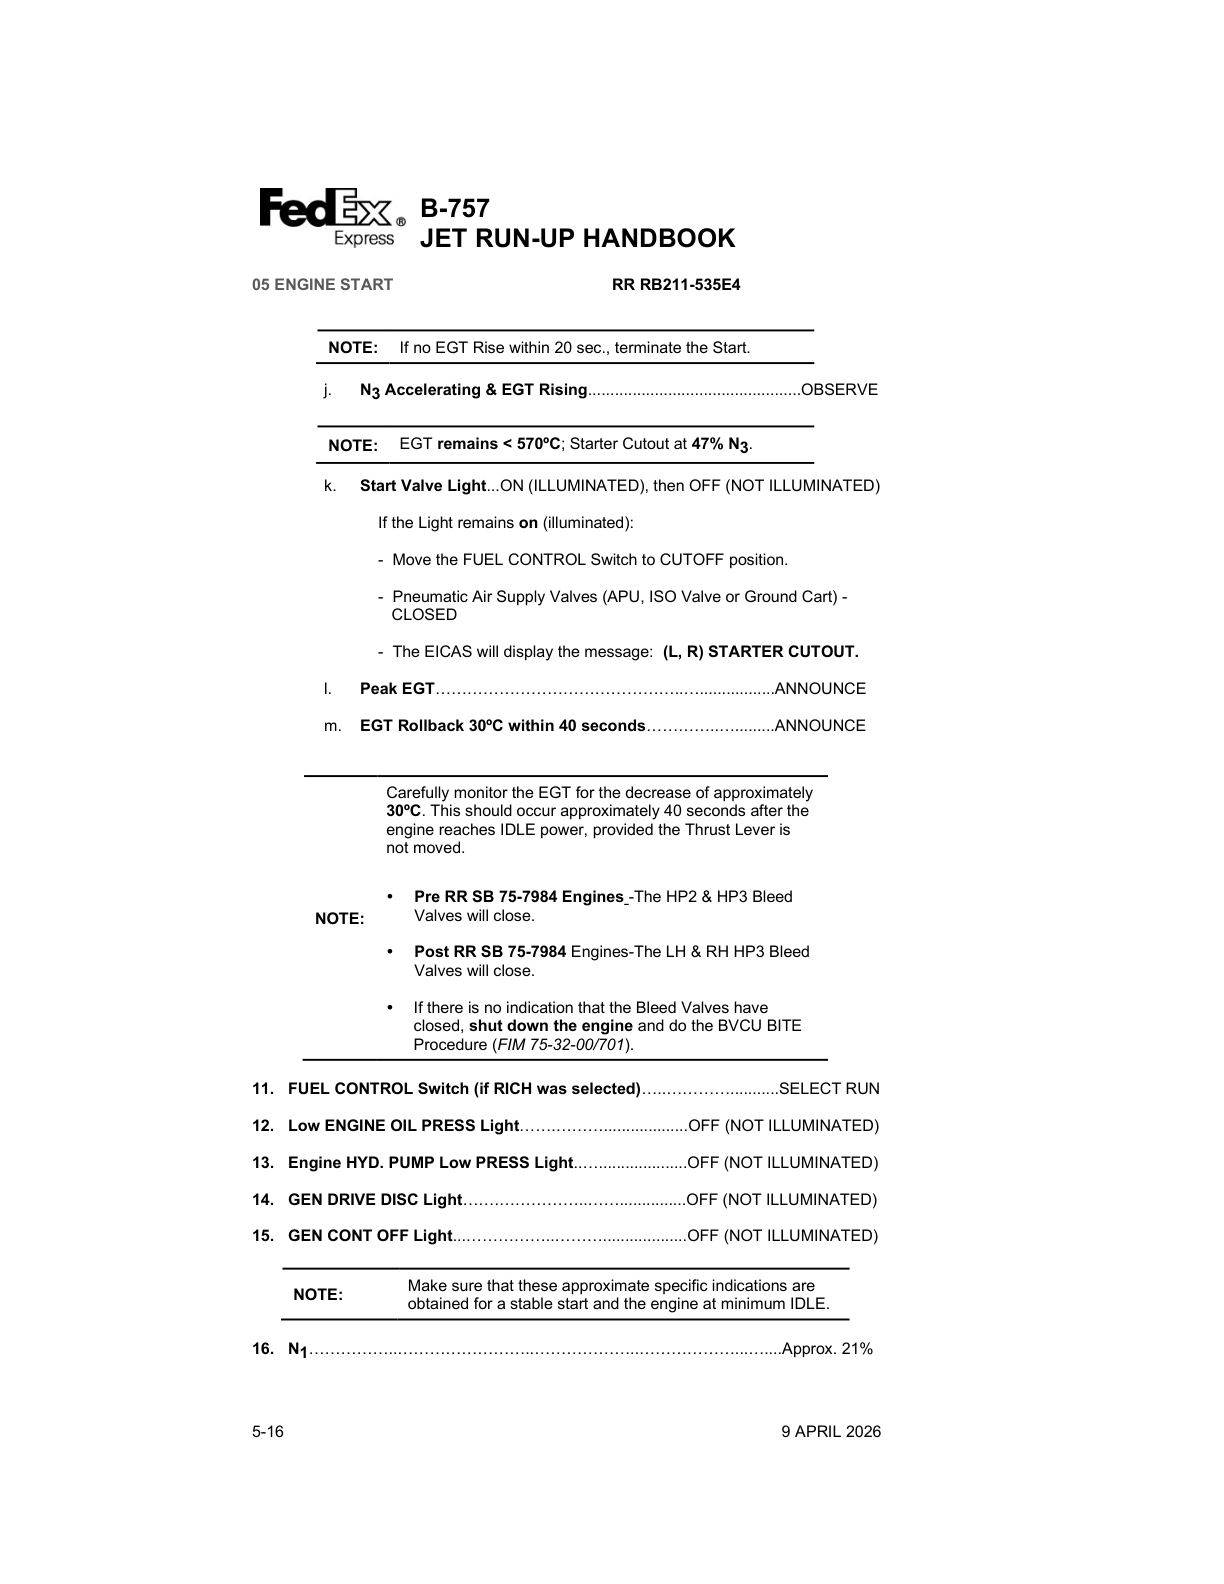 FedEx® B-757
Express JET RUN-UP HANDBOOK
05 ENGINE START RR RB211-535E4
NOTE: If no EGT Rise within 20 sec., terminate the Start.
j. N3 Accelerating & EGT Rising................................................OBSERVE
NOTE: EGT remains < 570ºC; Starter Cutout at 47% N3.
k. Start Valve Light...ON (ILLUMINATED), then OFF (NOT ILLUMINATED)
If the Light remains on (illuminated):
- Move the FUEL CONTROL Switch to CUTOFF position.
- Pneumatic Air Supply Valves (APU, ISO Valve or Ground Cart) -
CLOSED
- The EICAS will display the message: (L, R) STARTER CUTOUT.
l. Peak EGT………………………………………..…................ANNOUNCE
m. EGT Rollback 30ºC within 40 seconds…………..….........ANNOUNCE
Carefully monitor the EGT for the decrease of approximately
30ºC. This should occur approximately 40 seconds after the
engine reaches IDLE power, provided the Thrust Lever is
not moved.
• Pre RR SB 75-7984 Engines -The HP2 & HP3 Bleed
Valves will close.
NOTE:
• Post RR SB 75-7984 Engines-The LH & RH HP3 Bleed
Valves will close.
• If there is no indication that the Bleed Valves have
closed, shut down the engine and do the BVCU BITE
Procedure (FIM 75-32-00/701).
11. FUEL CONTROL Switch (if RICH was selected)…..…………...........SELECT RUN
12. Low ENGINE OIL PRESS Light…….………...................OFF (NOT ILLUMINATED)
13. Engine HYD. PUMP Low PRESS Light..…....................OFF (NOT ILLUMINATED)
14. GEN DRIVE DISC Light…….……………..……...............OFF (NOT ILLUMINATED)
15. GEN CONT OFF Light...……………..………...................OFF (NOT ILLUMINATED)
NOTE: Make sure that these approximate specific indications are
obtained for a stable start and the engine at minimum IDLE.
16. N1……………..……………………..………………..………………..…....Approx. 21%
5-16 9 APRIL 2026